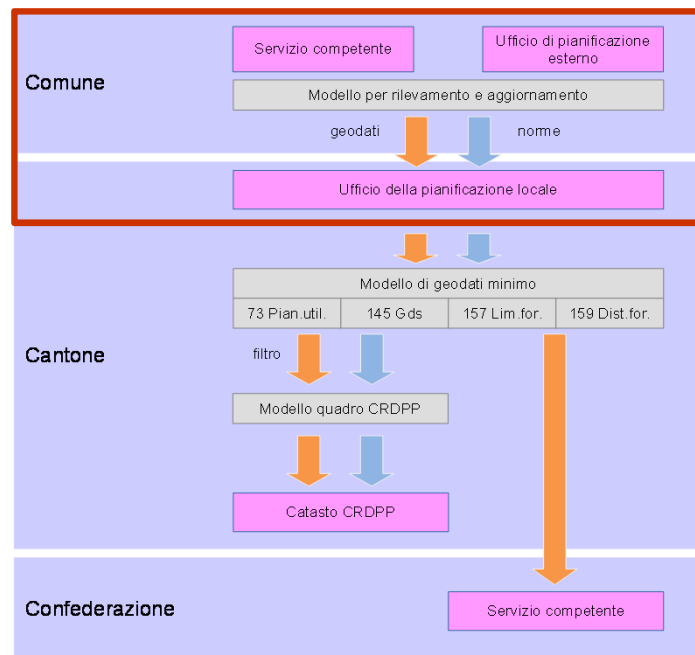 Comune
Servizio competente
Ufficio di pianificazione
esterno
Modello per rilevamento e aggiornamento
geodati
norme
Ufficio della pianificazione locale
Cantone
Modello di geodati minimo
73 Pian.util.
145 Gds
157 Lim.for.
159 Dist.for.
filtro
Modello quadro CRDPP
Catasto CRDPP
Confederazione
Servizio competente